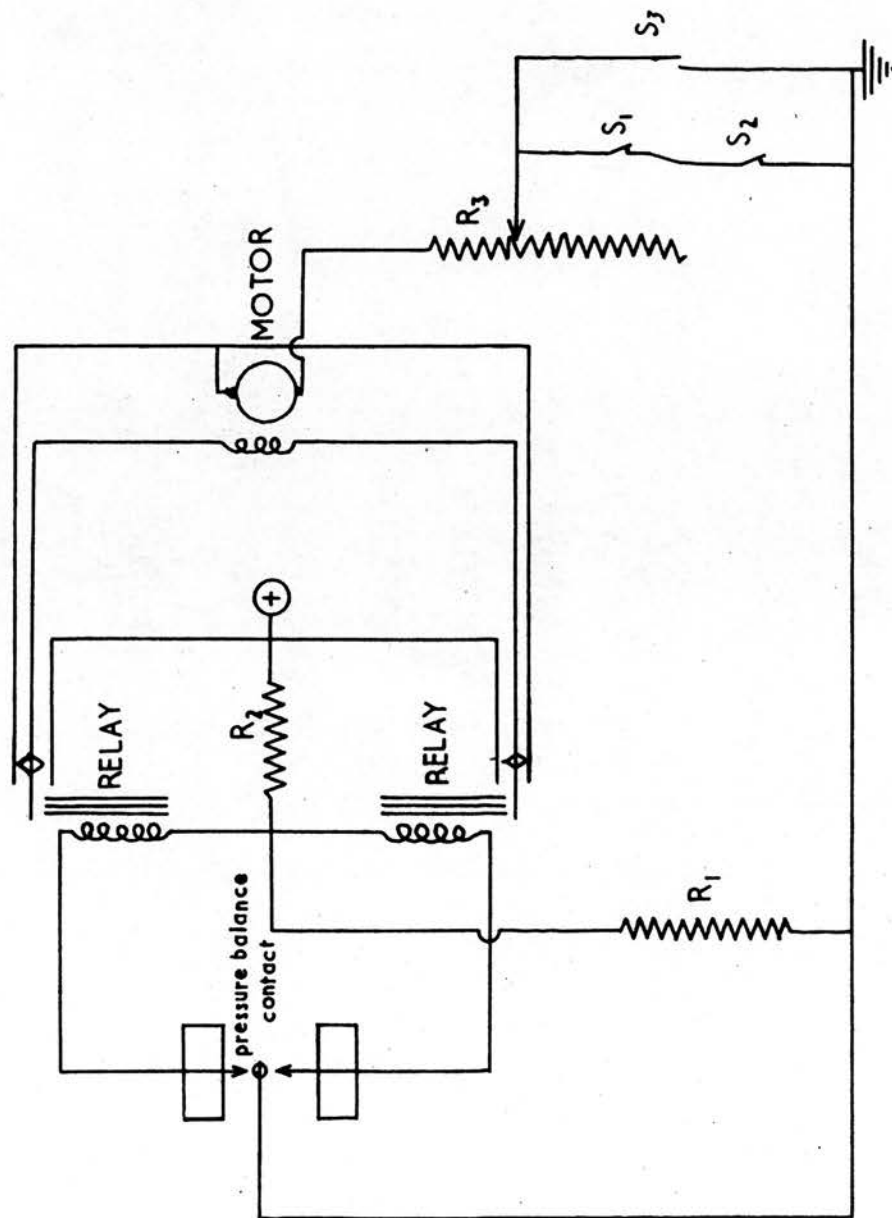 S₃
S₁
S₂
R₃
MOTOR
+
RELAY
R₂
RELAY
pressure balance
contact
R₁